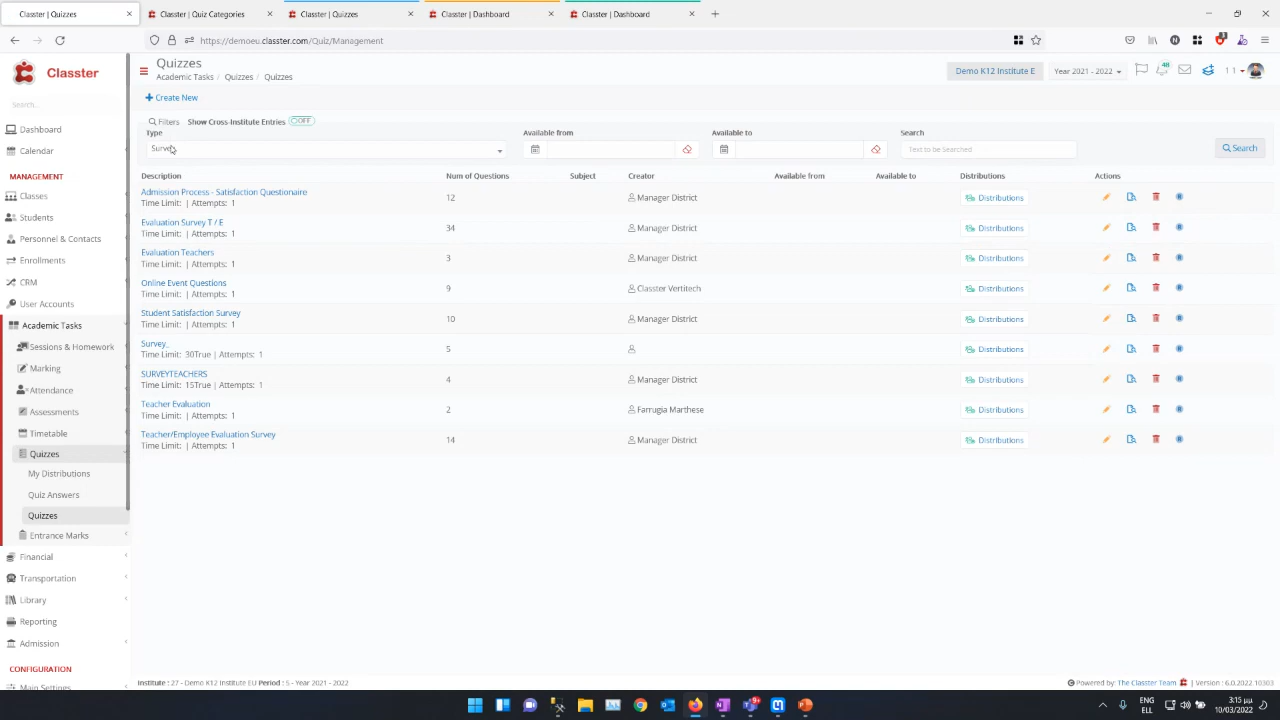 Classter | Quizzes
Classter | Quiz Categories
Classter | Dashboard
Classter | Dashboard
Classter | Dashboard
https://democu.classter.com/Quiz/Management
Classter
Search...
Dashboard
Calendar
MANAGEMENT
Classes
Students
Personnel & Contacts
Enrollments
CRM
User Accounts
Academic Tasks
Sessions & Homework
Marking
Attendance
Assessments
Timetable
Quizzes
My Distributions
Quiz Answers
Quizzes
Entrance Marks
Financial
Transportation
Library
Reporting
Admission
CONFIGURATION
Main Settings
Quizzes
Academic Tasks / Quizzes / Quizzes
Demo K12 Institute E
Year 2021 - 2022
48
1 1
Create New
Filters Show Cross-Institute Entries OFF
Type Available from Available to Search
Survey Text to be Searched Search
Description Num of Questions Subject Creator Available from Available to Distributions Actions
Admission Process - Satisfaction Questionaire 12 Manager District Distributions
Time Limit: | Attempts: 1
Evaluation Survey T / E 34 Manager District Distributions
Time Limit: | Attempts: 1
Evaluation Teachers 3 Manager District Distributions
Time Limit: | Attempts: 1
Online Event Questions 9 Classter Vertitech Distributions
Time Limit: | Attempts: 1
Student Satisfaction Survey 10 Manager District Distributions
Time Limit: | Attempts: 1
Survey_ 5 Distributions
Time Limit: 30True | Attempts: 1
SURVEYTEACHERS 4 Manager District Distributions
Time Limit: 15True | Attempts: 1
Teacher Evaluation 2 Farrugia Marthese Distributions
Time Limit: | Attempts: 1
Teacher/Employee Evaluation Survey 14 Manager District Distributions
Time Limit: | Attempts: 1
Institute : 27 - Demo K12 Institute EU Period : 5 - Year 2021 - 2022
Powered by: The Classter Team | Version : 6.0.2022.10303
ENG
ΕΛ
3:15 μμ
10/03/2022